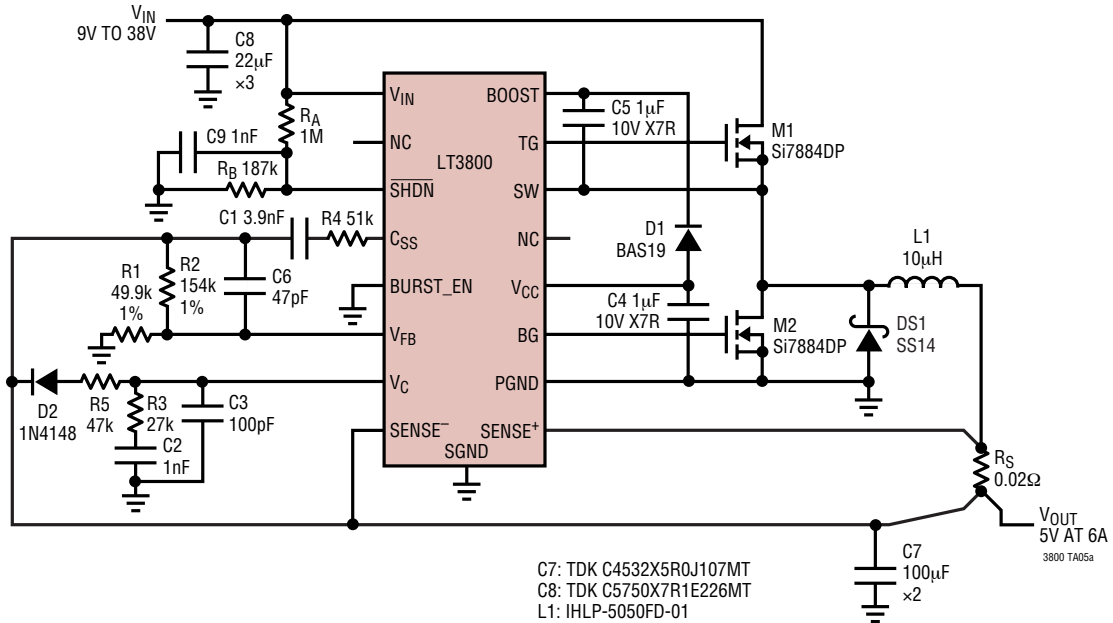 VIN
9V TO 38V
C8
22µF
×3
RA
1M
C9 1nF
RB 187k
C1 3.9nF
R4 51k
R1
49.9k
1%
R2
154k
1%
C6
47pF
D2
1N4148
R5
47k
R3
27k
C2
1nF
C3
100pF
VIN
NC
SHDN
CSS
BURST_EN
VFB
VC
SENSE–
SGND
LT3800
BOOST
TG
SW
NC
VCC
BG
PGND
SENSE+
C5 1µF
10V X7R
D1
BAS19
C4 1µF
10V X7R
M1
Si7884DP
M2
Si7884DP
L1
10µH
DS1
SS14
RS
0.02Ω
VOUT
5V AT 6A
3800 TA05a
C7
100µF
×2
C7: TDK C4532X5R0J107MT
C8: TDK C5750X7R1E226MT
L1: IHLP-5050FD-01